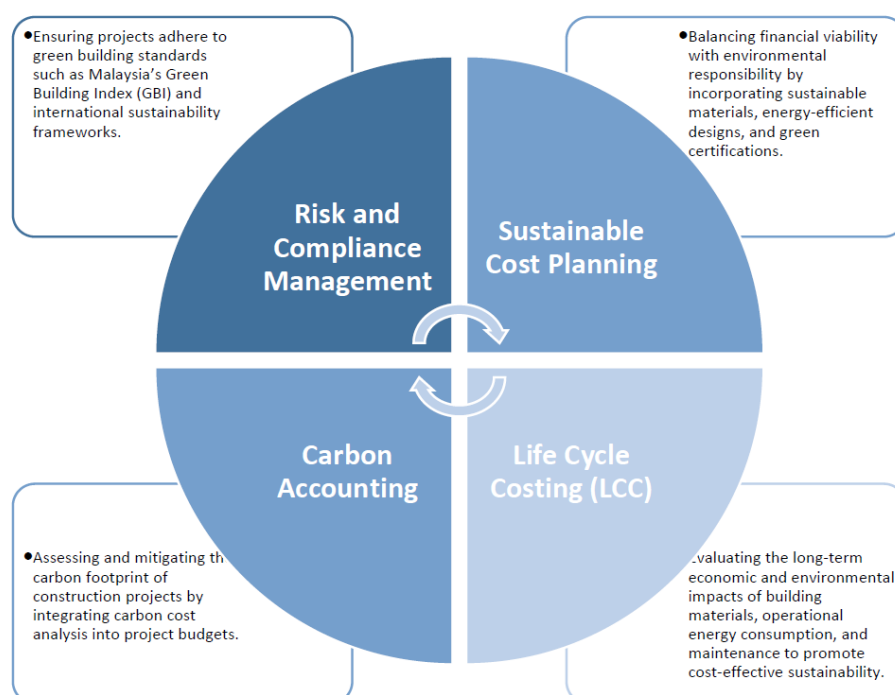 •Ensuring projects adhere to
green building standards
such as Malaysia's Green
Building Index (GBI) and
international sustainability
frameworks.
•Balancing financial viability
with environmental
responsibility by
incorporating sustainable
materials, energy-efficient
designs, and green
certifications.
Risk and
Compliance
Management
Sustainable
Cost Planning
Carbon
Accounting
Life Cycle
Costing (LCC)
•Assessing and mitigating
carbon footprint of
construction projects by
integrating carbon cost
analysis into project budgets.
Evaluating the long-term
economic and environmental
impacts of building
materials, operational
energy consumption, and
maintenance to promote
cost-effective sustainability.